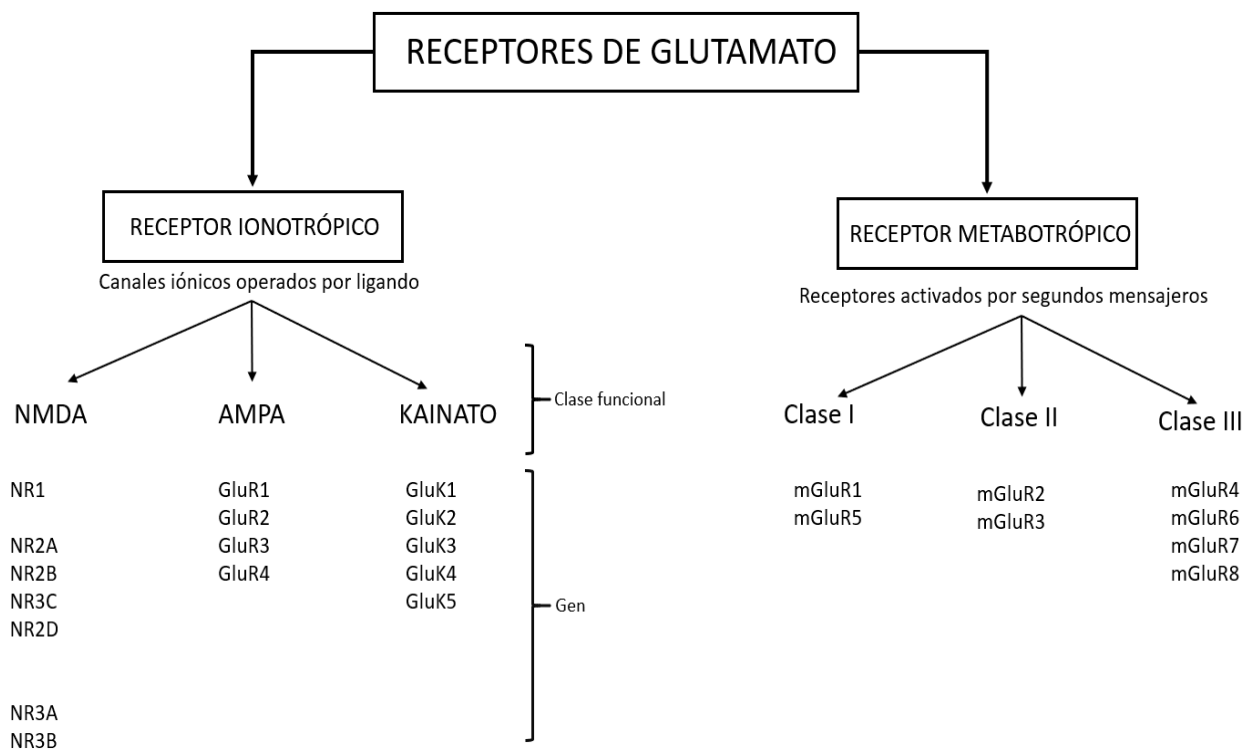 RECEPTORES DE GLUTAMATO
RECEPTOR IONOTRÓPICO
Canales iónicos operados por ligando
NMDA
AMPA
KAINATO
Clase funcional
NR1
NR2A
NR2B
NR3C
NR2D
NR3A
NR3B
GluR1
GluR2
GluR3
GluR4
GluK1
GluK2
GluK3
GluK4
GluK5
Gen
RECEPTOR METABOTRÓPICO
Receptores activados por segundos mensajeros
Clase I
Clase II
Clase III
mGluR1
mGluR5
mGluR2
mGluR3
mGluR4
mGluR6
mGluR7
mGluR8